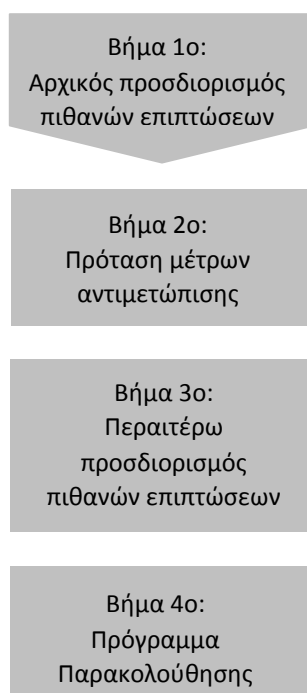 Βήμα 1ο:
Αρχικός προσδιορισμός
πιθανών επιπτώσεων
Βήμα 2ο:
Πρόταση μέτρων
αντιμετώπισης
Βήμα 3ο:
Περαιτέρω
προσδιορισμός
πιθανών επιπτώσεων
Βήμα 4ο:
Πρόγραμμα
Παρακολούθησης